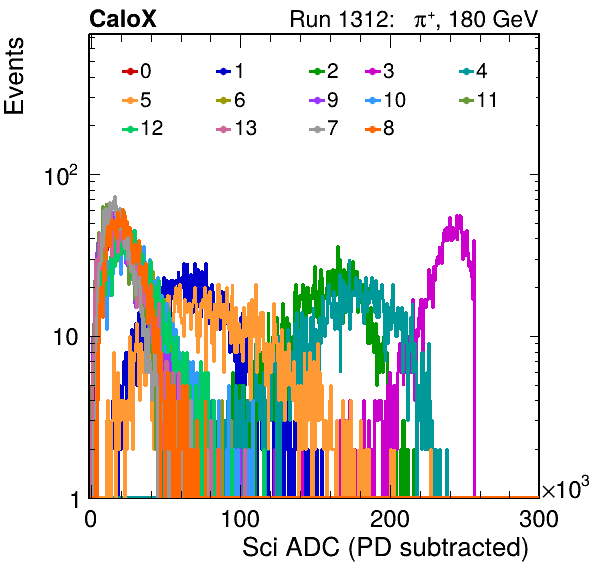 CaloX Run 1312: π⁺, 180 GeV
Events
0 1 2 3 4
5 6 9 10 11
12 13 7 8
10²
10
1
0 100 200 300
×10³
Sci ADC (PD subtracted)